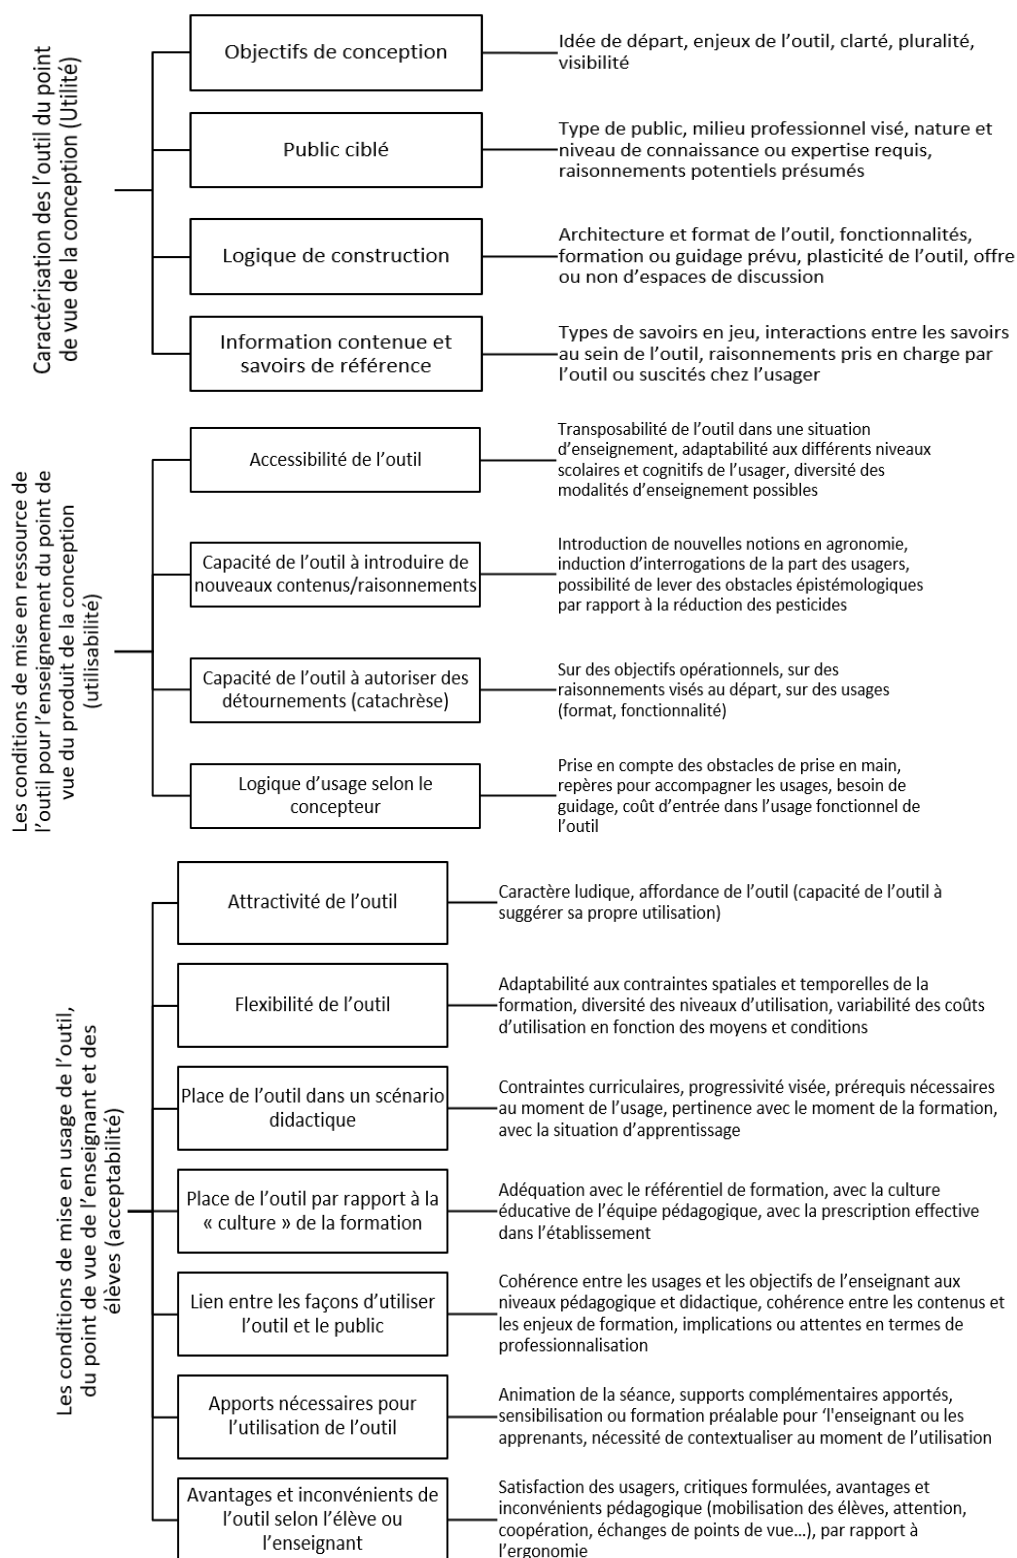 Caractérisation des l'outil du point
de vue de la conception (Utilité)
Objectifs de conception
Idée de départ, enjeux de l'outil, clarté, pluralité,
visibilité
Public ciblé
Type de public, milieu professionnel visé, nature et
niveau de connaissance ou expertise requis,
raisonnements potentiels présumés
Logique de construction
Architecture et format de l'outil, fonctionnalités,
formation ou guidage prévu, plasticité de l'outil, offre
ou non d'espaces de discussion
Information contenue et
savoirs de référence
Types de savoirs en jeu, interactions entre les savoirs
au sein de l'outil, raisonnements pris en charge par
l'outil ou suscités chez l'usager
Les conditions de mise en ressource de
l'outil pour l'enseignement du point de
vue du produit de la conception
(utilisabilité)
Accessibilité de l'outil
Transposabilité de l'outil dans une situation
d'enseignement, adaptabilité aux différents niveaux
scolaires et cognitifs de l'usager, diversité des
modalités d'enseignement possibles
Capacité de l'outil à introduire de
nouveaux contenus/raisonnements
Introduction de nouvelles notions en agronomie,
induction d'interrogations de la part des usagers,
possibilité de lever des obstacles épistémologiques
par rapport à la réduction des pesticides
Capacité de l'outil à autoriser des
détournements (catachrèse)
Sur des objectifs opérationnels, sur des
raisonnements visés au départ, sur des usages
(format, fonctionnalité)
Logique d'usage selon le
concepteur
Prise en compte des obstacles de prise en main,
repères pour accompagner les usages, besoin de
guidage, coût d'entrée dans l'usage fonctionnel de
l'outil
Les conditions de mise en usage de l'outil,
du point de vue de l'enseignant et des
élèves (acceptabilité)
Attractivité de l'outil
Caractère ludique, affordance de l'outil (capacité de l'outil à
suggérer sa propre utilisation)
Flexibilité de l'outil
Adaptabilité aux contraintes spatiales et temporelles de la
formation, diversité des niveaux d'utilisation, variabilité des coûts
d'utilisation en fonction des moyens et conditions
Place de l'outil dans un scénario
didactique
Contraintes curriculaires, progressivité visée, prérequis nécessaires
au moment de l'usage, pertinence avec le moment de la formation,
avec la situation d'apprentissage
Place de l'outil par rapport à la
« culture » de la formation
Adéquation avec le référentiel de formation, avec la culture
éducative de l'équipe pédagogique, avec la prescription effective
dans l'établissement
Lien entre les façons d'utiliser
l'outil et le public
Cohérence entre les usages et les objectifs de l'enseignant aux
niveaux pédagogique et didactique, cohérence entre les contenus et
les enjeux de formation, implications ou attentes en termes de
professionnalisation
Apports nécessaires pour
l'utilisation de l'outil
Animation de la séance, supports complémentaires apportés,
sensibilisation ou formation préalable pour 'l'enseignant ou les
apprenants, nécessité de contextualiser au moment de l'utilisation
Avantages et inconvénients de
l'outil selon l'élève ou
l'enseignant
Satisfaction des usagers, critiques formulées, avantages et
inconvénients pédagogique (mobilisation des élèves, attention,
coopération, échanges de points de vue...), par rapport à
l'ergonomie